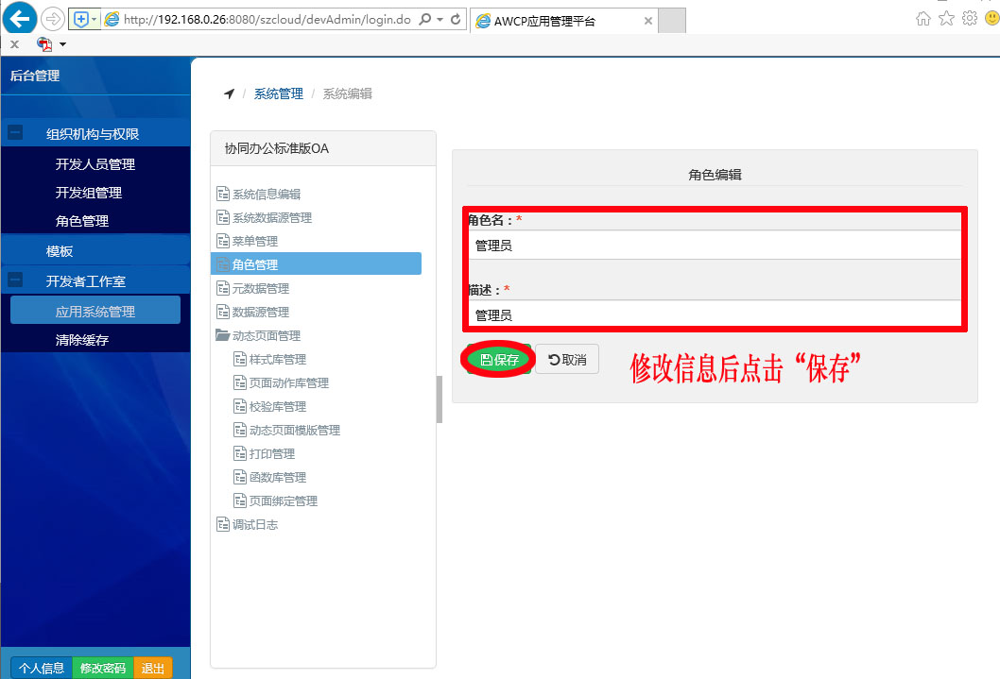 http://192.168.0.26:8080/szcloud/devAdmin/login.do
AWCP应用管理平台
后台管理
组织机构与权限
开发人员管理
开发组管理
角色管理
模板
开发者工作室
应用系统管理
清除缓存
个人信息 修改密码 退出
/ 系统管理 / 系统编辑
协同办公标准版OA
系统信息编辑
系统数据源管理
菜单管理
角色管理
元数据管理
数据源管理
动态页面管理
样式库管理
页面动作库管理
校验库管理
动态页面模版管理
打印管理
函数库管理
页面绑定管理
调试日志
角色编辑
角色名：*
管理员
描述：*
管理员
保存 取消
修改信息后点击“保存”